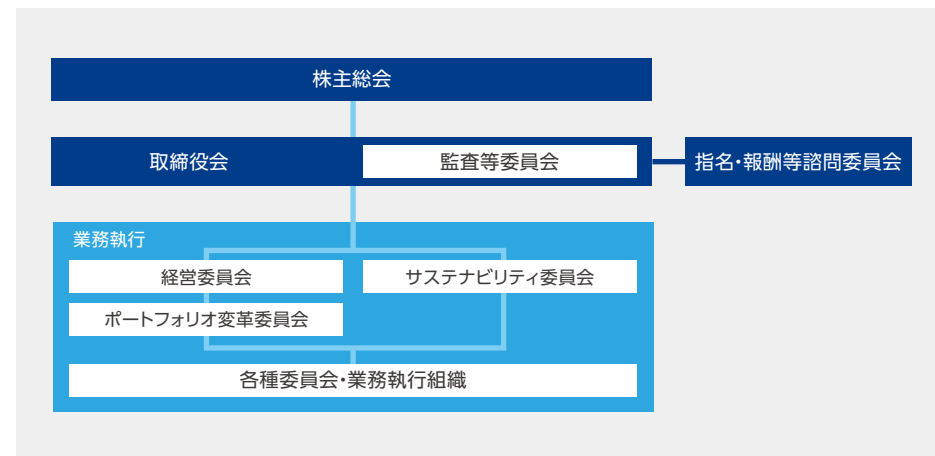 株主総会
取締役会
監査等委員会
指名・報酬等諮問委員会
業務執行
経営委員会
サステナビリティ委員会
ポートフォリオ変革委員会
各種委員会・業務執行組織